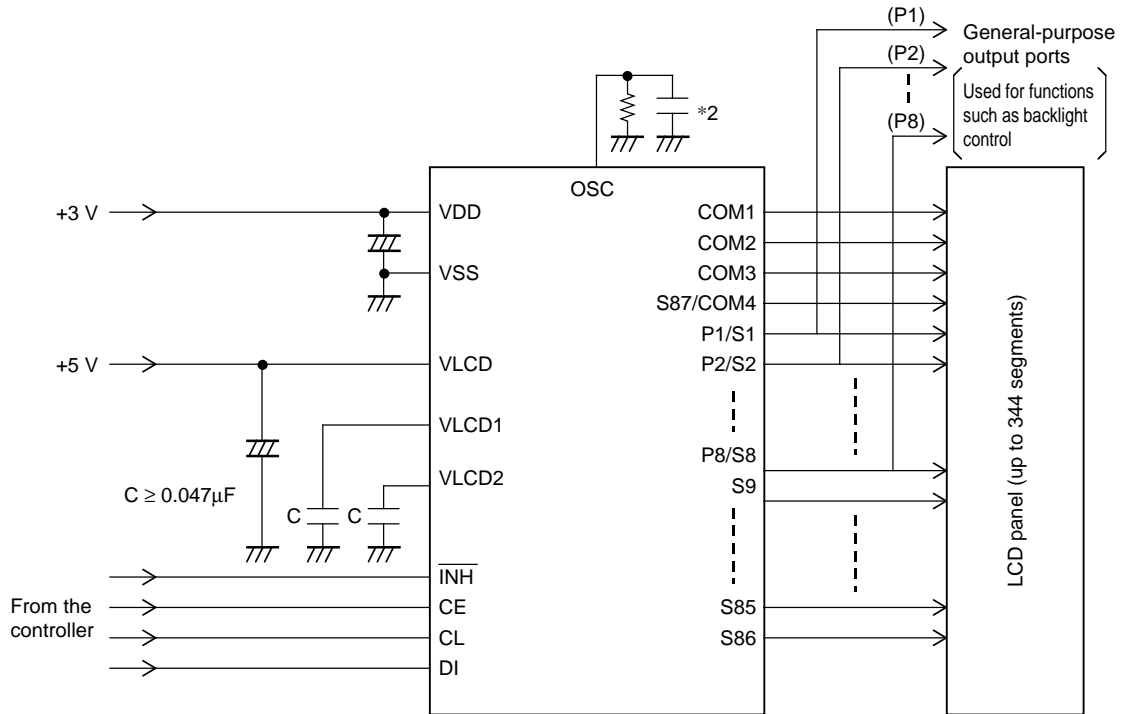 (P1)
General-purpose
output ports
(P2)
Used for functions
such as backlight
control
(P8)
*2
OSC
+3 V
VDD
COM1
COM2
VSS
COM3
S87/COM4
P1/S1
+5 V
VLCD
P2/S2
VLCD1
P8/S8
VLCD2
S9
C ≥ 0.047μF
C
C
LCD panel (up to 344 segments)
INH
From the
controller
CE
S85
CL
S86
DI